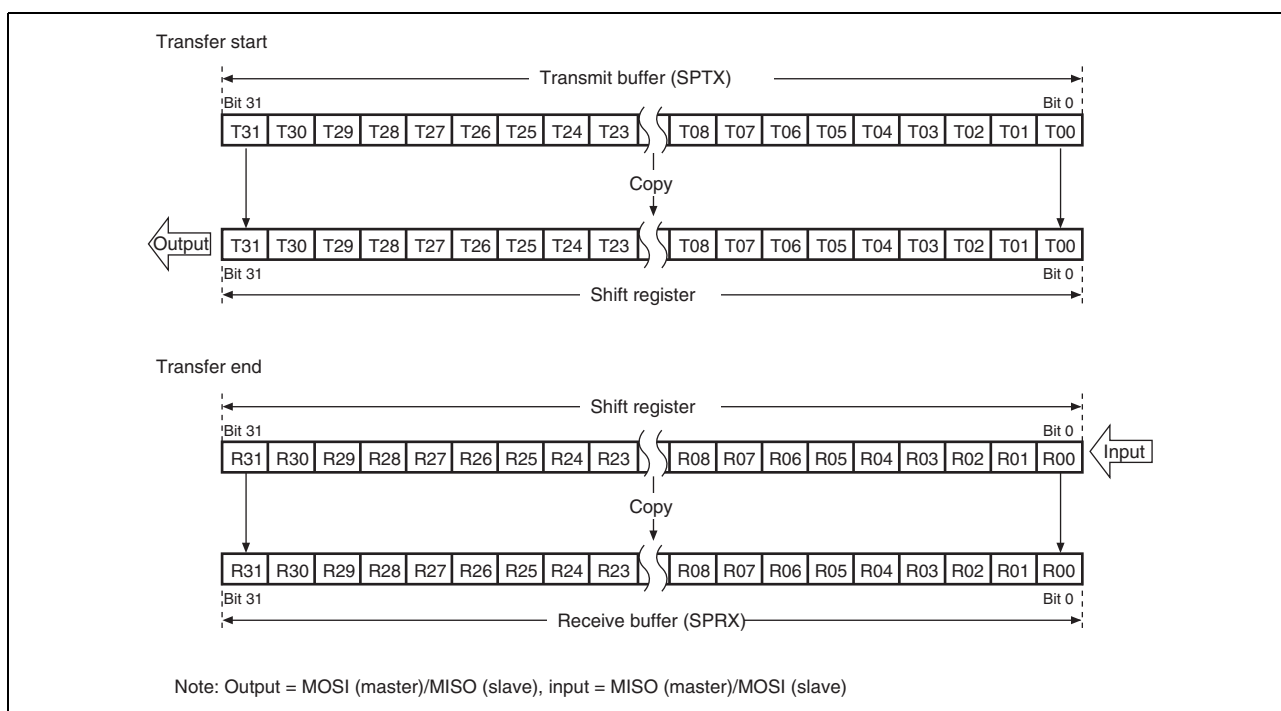 Transfer start
Transmit buffer (SPTX)
Bit 31 Bit 0
T31 T30 T29 T28 T27 T26 T25 T24 T23 T08 T07 T06 T05 T04 T03 T02 T01 T00
Copy
Output T31 T30 T29 T28 T27 T26 T25 T24 T23 T08 T07 T06 T05 T04 T03 T02 T01 T00
Bit 31 Bit 0
Shift register
Transfer end
Shift register
Bit 31 Bit 0
R31 R30 R29 R28 R27 R26 R25 R24 R23 R08 R07 R06 R05 R04 R03 R02 R01 R00 Input
Copy
R31 R30 R29 R28 R27 R26 R25 R24 R23 R08 R07 R06 R05 R04 R03 R02 R01 R00
Bit 31 Bit 0
Receive buffer (SPRX)
Note: Output = MOSI (master)/MISO (slave), input = MISO (master)/MOSI (slave)